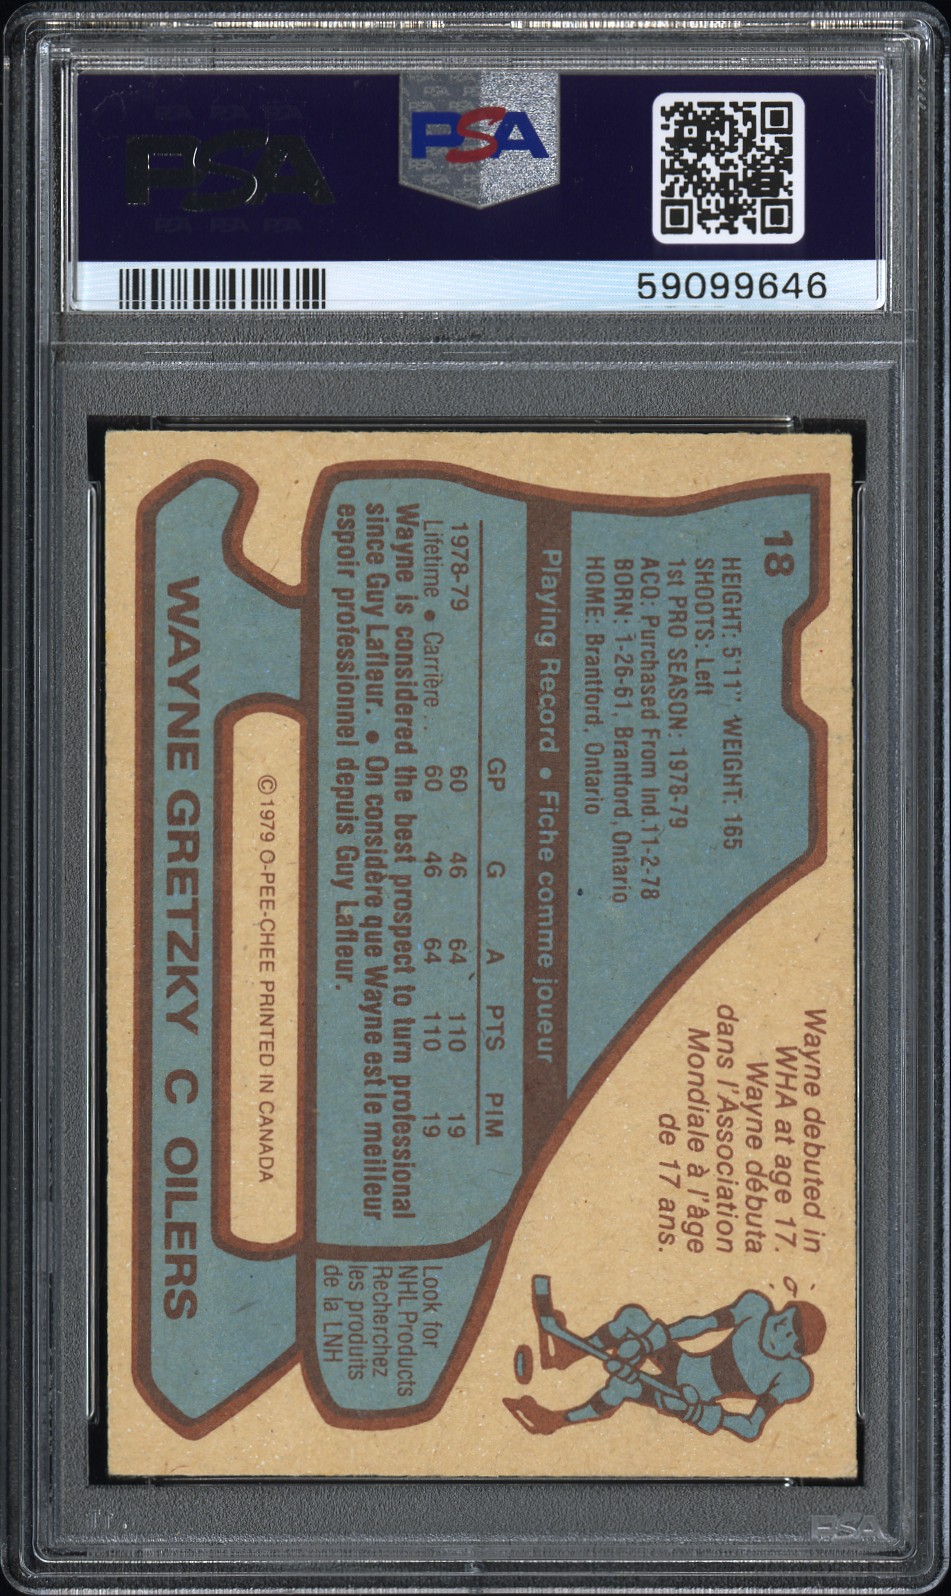 PSA
PSA
59099646
18
HEIGHT: 5'11" WEIGHT: 165
SHOOTS: Left
1st PRO SEASON: 1978-79
ACQ: Purchased From Ind.11-2-78
BORN: 1-26-61, Brantford, Ontario
HOME: Brantford, Ontario
Wayne debuted in
WHA at age 17.
Wayne débuta
dans l'Association
Mondiale à l'âge
de 17 ans.
Playing Record • Fiche comme joueur
GP G A PTS PIM
1978-79 60 46 64 110 19
Lifetime • Carrière . . 60 46 64 110 19
Wayne is considered the best prospect to turn professional
since Guy Lafleur. • On considère que Wayne est le meilleur
espoir professionnel depuis Guy Lafleur.
Look for
NHL Products
Recherchez
les produits
de la LNH
©1979 O-PEE-CHEE PRINTED IN CANADA
WAYNE GRETZKY C OILERS
PSA